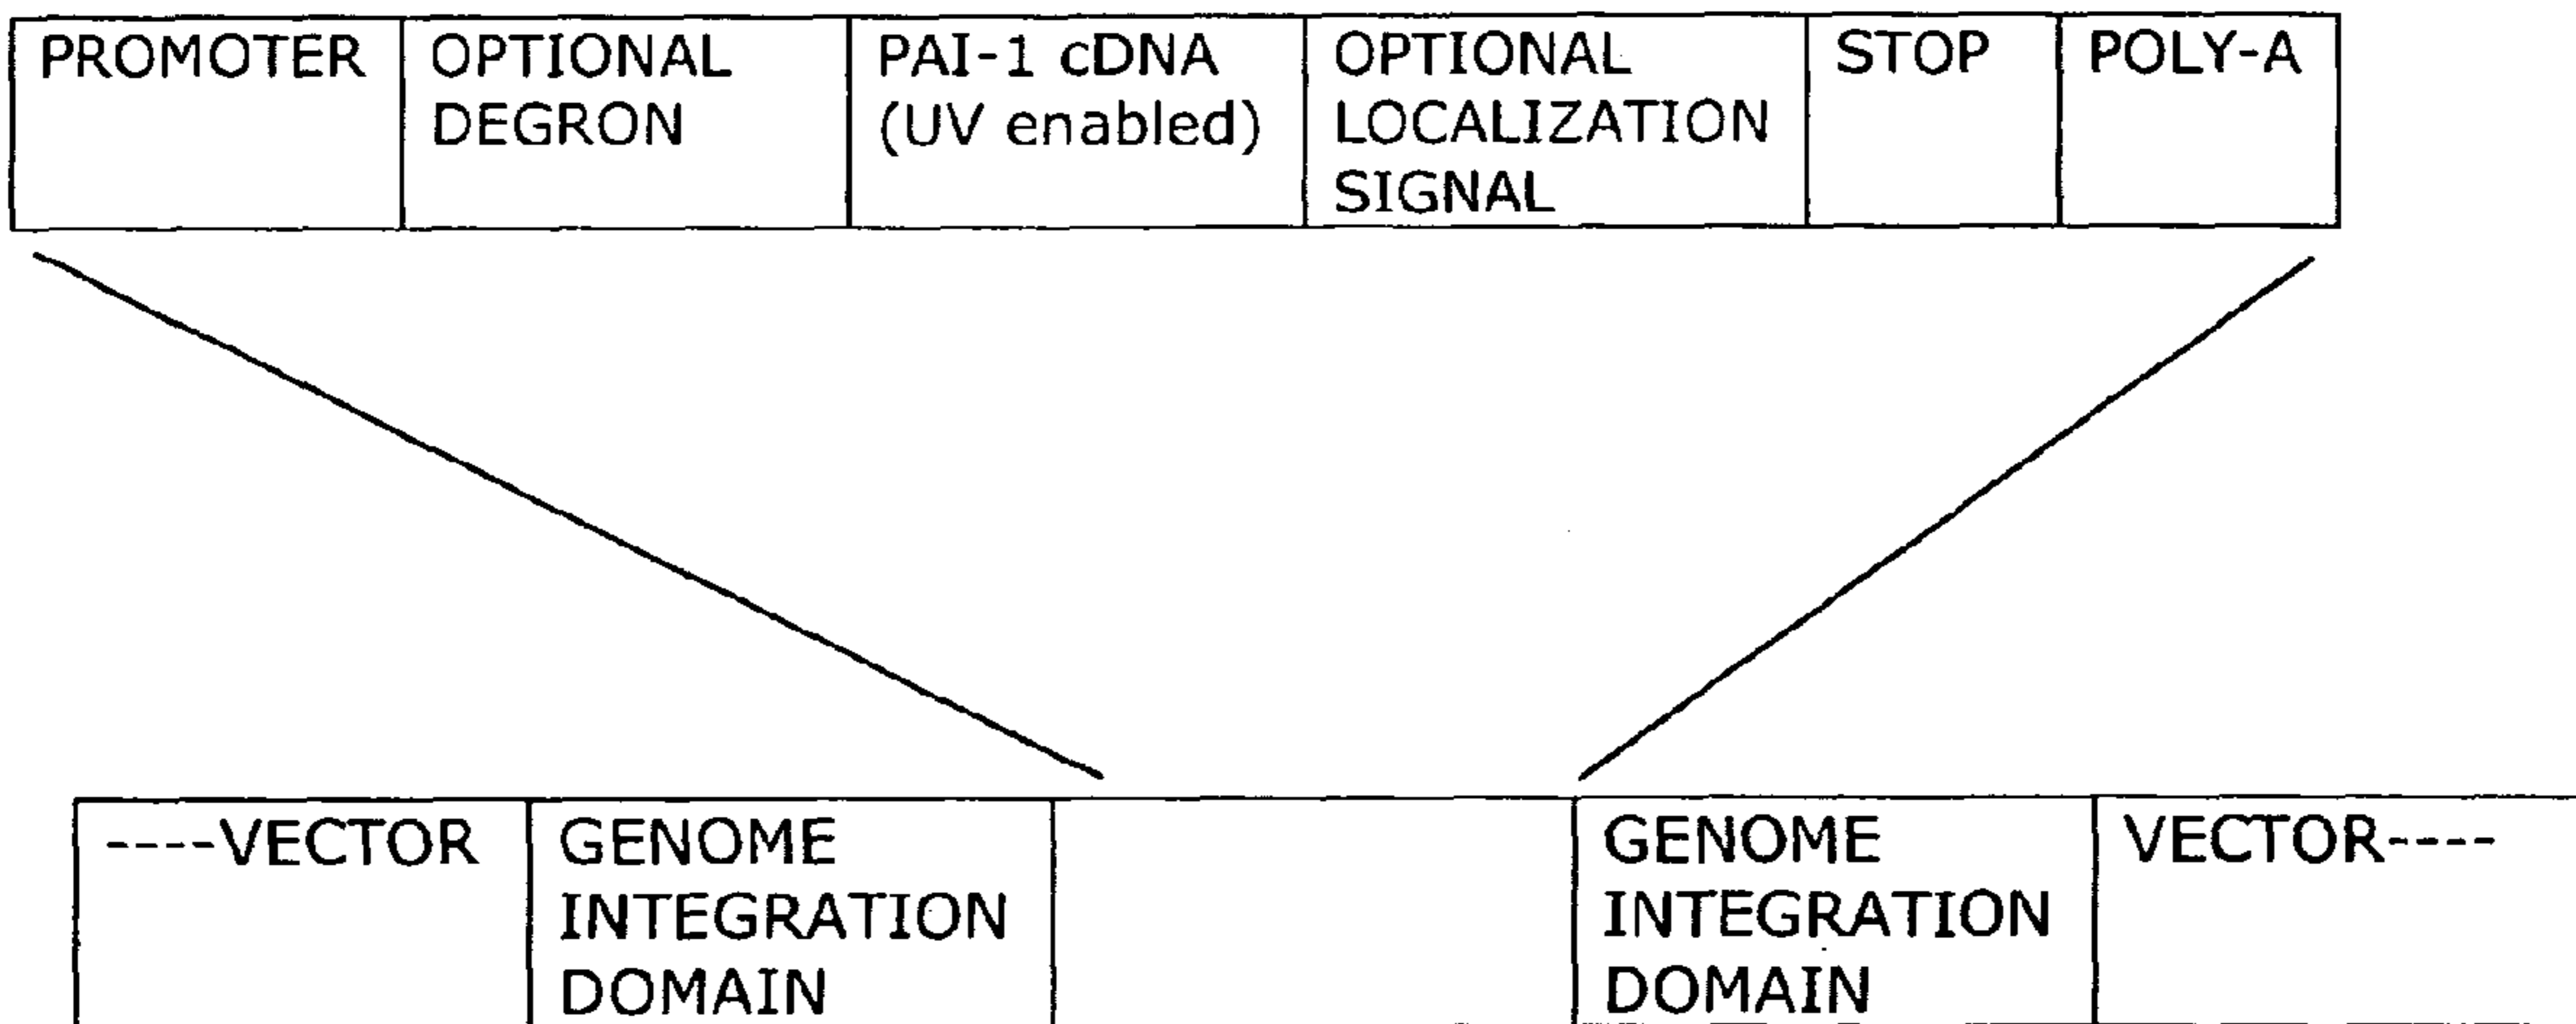 PROMOTER
OPTIONAL
DEGRON
PAI-1 cDNA
(UV enabled)
OPTIONAL
LOCALIZATION
SIGNAL
STOP
POLY-A
----VECTOR
GENOME
INTEGRATION
DOMAIN
GENOME
INTEGRATION
DOMAIN
VECTOR----